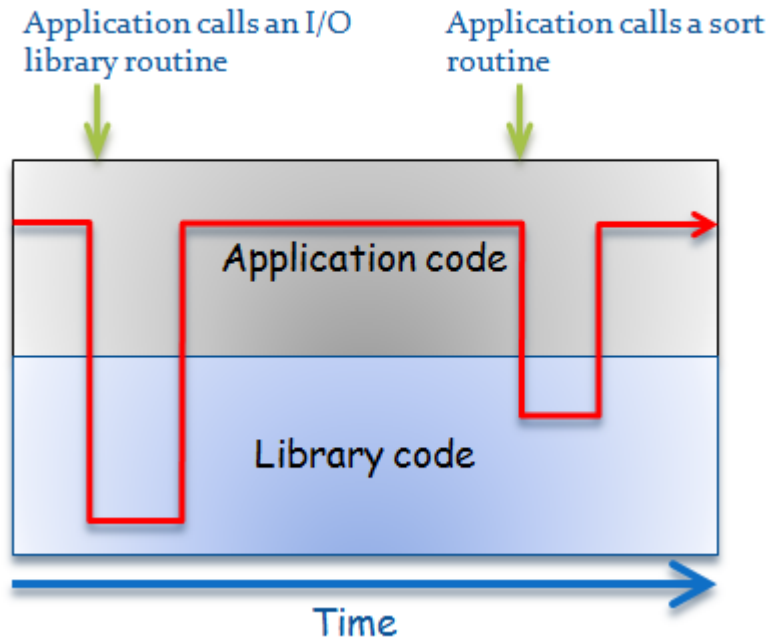 Application calls an I/O
library routine
Application calls a sort
routine
Application code
Library code
Time